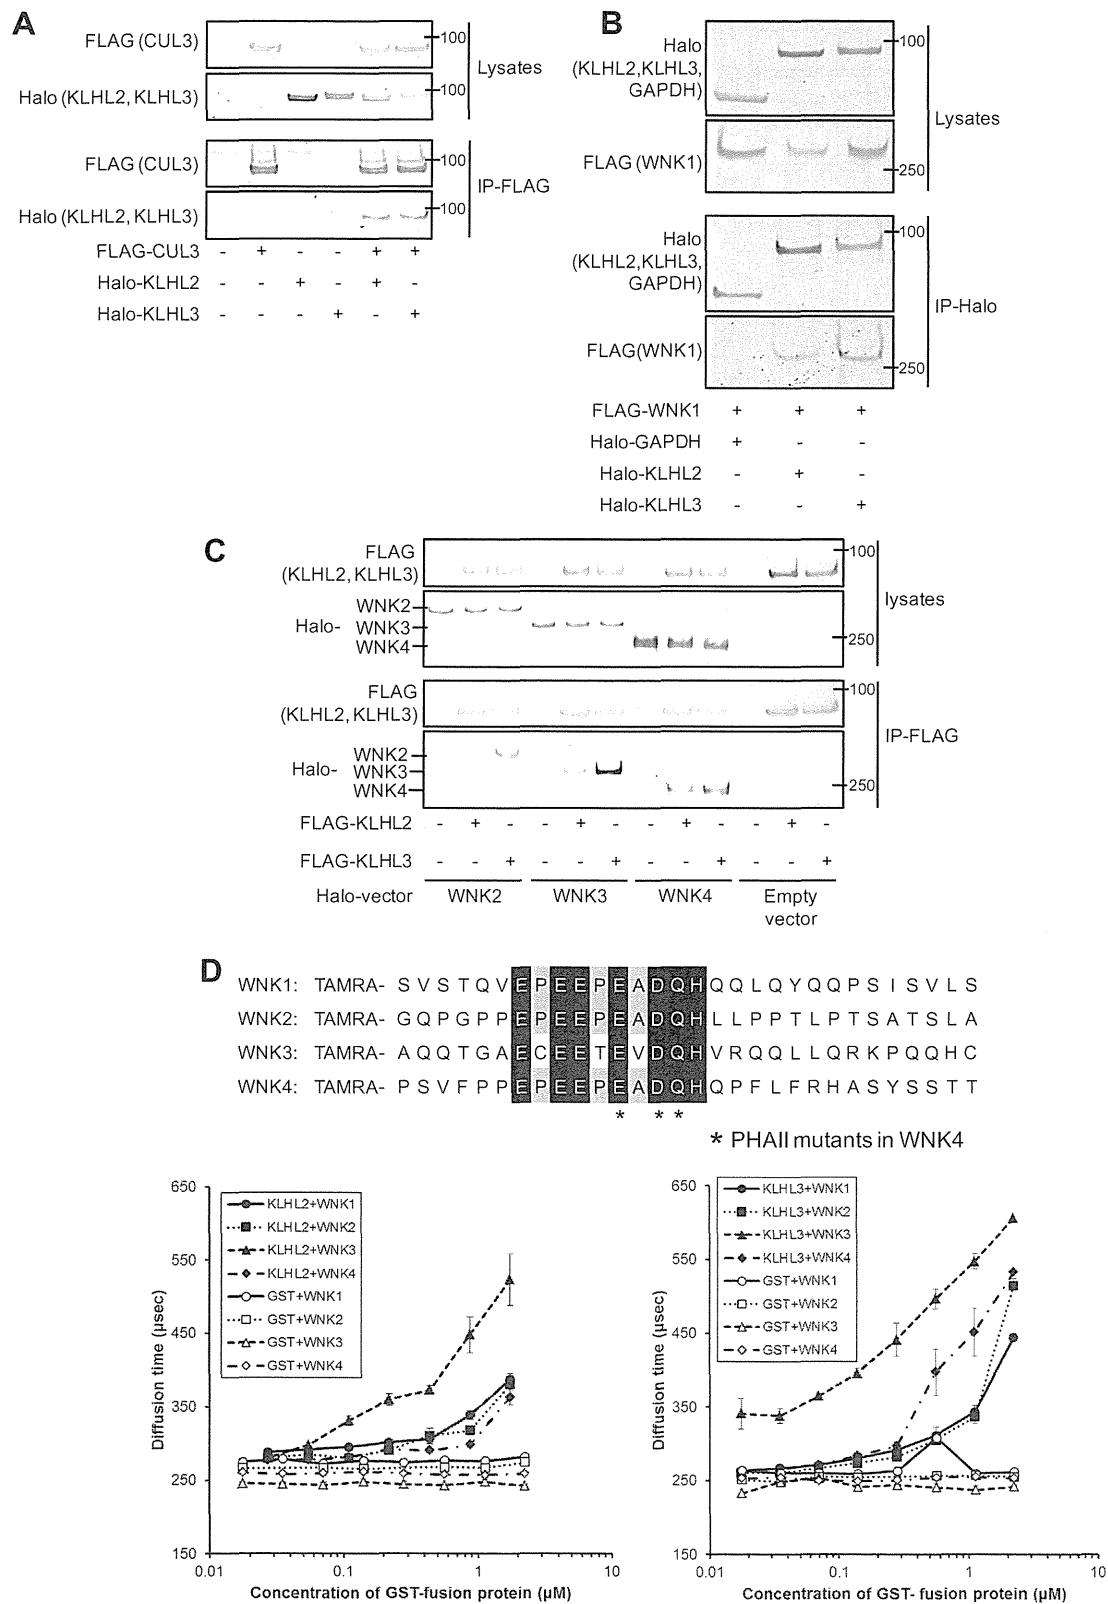 A
FLAG (CUL3)
100
Halo (KLHL2, KLHL3)
100
Lysates
FLAG (CUL3)
100
Halo (KLHL2, KLHL3)
100
IP-FLAG
FLAG-CUL3 - + - - + +
Halo-KLHL2 - - + - + -
Halo-KLHL3 - - - + - +
B
Halo
(KLHL2,KLHL3,
GAPDH)
100
FLAG (WNK1)
250
Lysates
Halo
(KLHL2,KLHL3,
GAPDH)
100
FLAG(WNK1)
250
IP-Halo
FLAG-WNK1 + + +
Halo-GAPDH + - -
Halo-KLHL2 - + -
Halo-KLHL3 - - +
C
FLAG
(KLHL2, KLHL3)
100
Halo-
WNK2
WNK3
WNK4
250
lysates
FLAG
(KLHL2, KLHL3)
100
Halo-
WNK2
WNK3
WNK4
250
IP-FLAG
FLAG-KLHL2 - + - - + - - + - - + -
FLAG-KLHL3 - - + - - + - - + - - +
Halo-vector WNK2 WNK3 WNK4 Empty
vector
D
WNK1: TAMRA- S V S T Q V E P E E P E A D Q H Q Q L Q Y Q Q P S I S V L S
WNK2: TAMRA- G Q P G P P E P E E P E A D Q H L L P P T L P T S A T S L A
WNK3: TAMRA- A Q Q T G A E C E E T E V D Q H V R Q Q L L Q R K P Q Q H C
WNK4: TAMRA- P S V F P P E P E E P E A D Q H Q P F L F R H A S Y S S T T
* * *
* PHAII mutants in WNK4
650
550
450
350
250
150
Diffusion time (µsec)
KLHL2+WNK1
KLHL2+WNK2
KLHL2+WNK3
KLHL2+WNK4
GST+WNK1
GST+WNK2
GST+WNK3
GST+WNK4
0.01 0.1 1 10
Concentration of GST-fusion protein (µM)
650
550
450
350
250
150
Diffusion time (µsec)
KLHL3+WNK1
KLHL3+WNK2
KLHL3+WNK3
KLHL3+WNK4
GST+WNK1
GST+WNK2
GST+WNK3
GST+WNK4
0.01 0.1 1 10
Concentration of GST- fusion protein (µM)